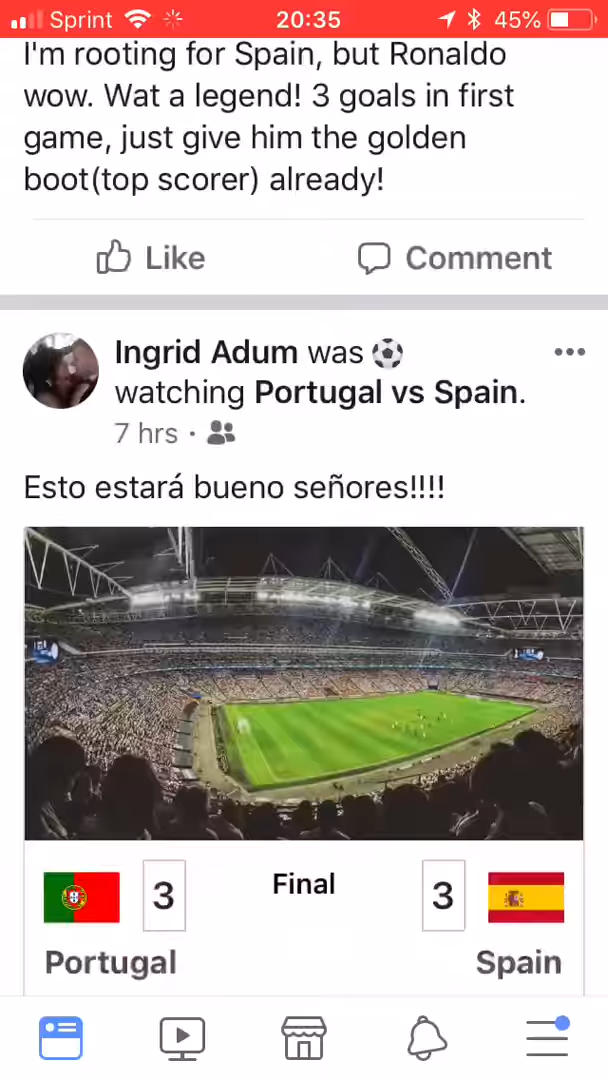 Sprint 20:35 45%
I'm rooting for Spain, but Ronaldo
wow. Wat a legend! 3 goals in first
game, just give him the golden
boot(top scorer) already!
Like Comment
Ingrid Adum was
watching Portugal vs Spain.
7 hrs ·
Esto estará bueno señores!!!!
3 Final 3
Portugal Spain